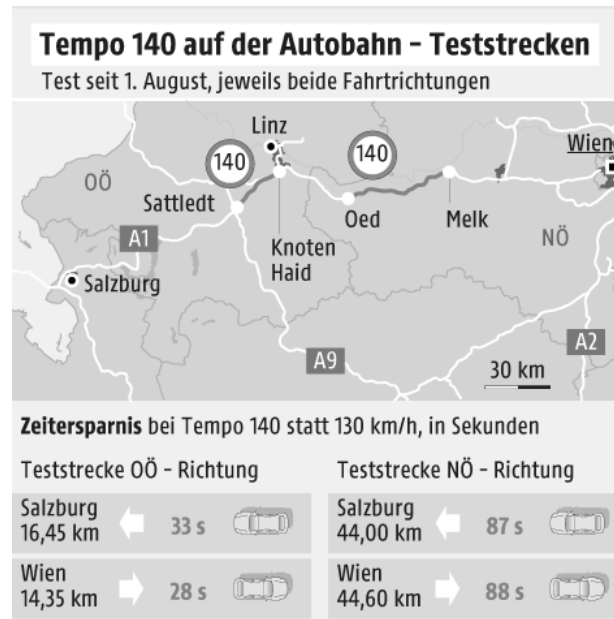 Tempo 140 auf der Autobahn – Teststrecken
Test seit 1. August, jeweils beide Fahrtrichtungen
Linz
Wien
140
140
OÖ
Sattledt
Oed
Melk
A1
Knoten
Haid
NÖ
Salzburg
A9
A2
30 km
Zeitersparnis bei Tempo 140 statt 130 km/h, in Sekunden
Teststrecke OÖ – Richtung
Salzburg
16,45 km
33 s
Wien
14,35 km
28 s
Teststrecke NÖ – Richtung
Salzburg
44,00 km
87 s
Wien
44,60 km
88 s